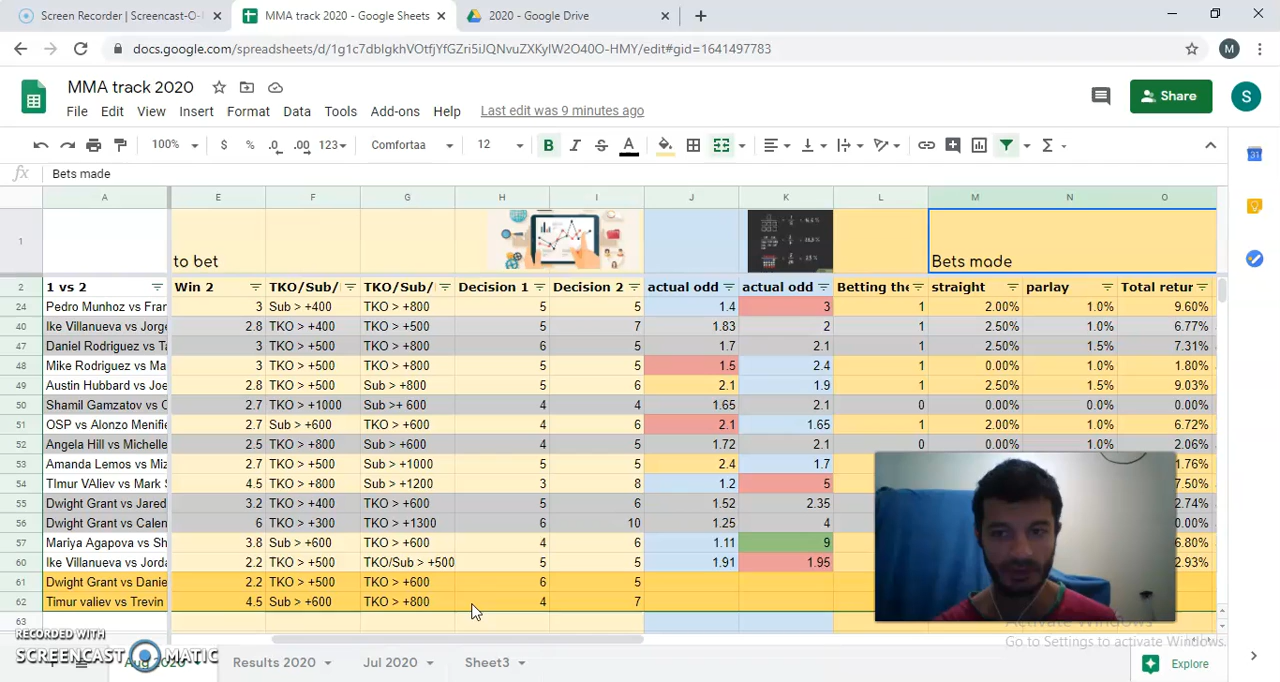 Screen Recorder | Screencast-O- MMA track 2020 - Google Sheets 2020 - Google Drive
docs.google.com/spreadsheets/d/1g1c7dblgkhVOtfjYfGZri5iJQNvuZXKyIW2O40O-HMY/edit#gid=1641497783 M
MMA track 2020
File Edit View Insert Format Data Tools Add-ons Help Last edit was 9 minutes ago Share S
100% $ % .0 .00 123 Comfortaa 12 B I S A
fx Bets made
A E F G H I J K L M N O
1 to bet Bets made
2 1 vs 2 Win 2 TKO/Sub/ TKO/Sub/ Decision 1 Decision 2 actual odd actual odd Betting the straight parlay Total retur
24 Pedro Munhoz vs Fran 3 Sub > +400 TKO > +800 5 5 1.4 3 1 2.00% 1.0% 9.60%
40 Ike Villanueva vs Jorge 2.8 TKO > +400 TKO > +500 5 7 1.83 2 1 2.50% 1.0% 6.77%
47 Daniel Rodriguez vs Ta 3 TKO > +500 TKO > +800 6 5 1.7 2.1 1 2.50% 1.5% 7.31%
48 Mike Rodriguez vs Ma 3 TKO > +500 TKO > +600 5 5 1.5 2.4 1 0.00% 1.0% 1.80%
49 Austin Hubbard vs Joe 2.8 TKO > +500 Sub > +800 5 6 2.1 1.9 1 2.50% 1.5% 9.03%
50 Shamil Gamzatov vs O 2.7 TKO > +1000 Sub >+ 600 4 4 1.65 2.1 0 0.00% 0.0% 0.00%
51 OSP vs Alonzo Menifie 2.7 Sub > +600 TKO > +600 4 6 2.1 1.65 1 2.00% 1.0% 6.72%
52 Angela Hill vs Michelle 2.5 TKO > +800 Sub > +600 4 5 1.72 2.1 0 0.00% 1.0% 2.06%
53 Amanda Lemos vs Miz 2.7 TKO > +500 Sub > +1000 5 5 2.4 1.7 1.76%
54 TImur VAliev vs Mark S 4.5 TKO > +800 Sub > +1200 3 8 1.2 5 7.50%
55 Dwight Grant vs Jared 3.2 TKO > +400 TKO > +600 5 6 1.52 2.35 2.74%
56 Dwight Grant vs Calen 6 TKO > +300 TKO > +1300 6 10 1.25 4 0.00%
57 Mariya Agapova vs Sh 3.8 Sub > +600 TKO > +600 4 6 1.11 9 6.80%
60 Ike Villanueva vs Jorda 2.2 TKO > +500 TKO/Sub > +500 5 5 1.91 1.95 2.93%
61 Dwight Grant vs Danie 2.2 TKO > +500 TKO > +600 6 5
62 Timur valiev vs Trevin 4.5 Sub > +600 TKO > +800 4 7
63
Activate Windows
Go to Settings to activate Windows.
RECORDED WITH
SCREENCAST MATIC
Aug 2020 Results 2020 Jul 2020 Sheet3 Explore